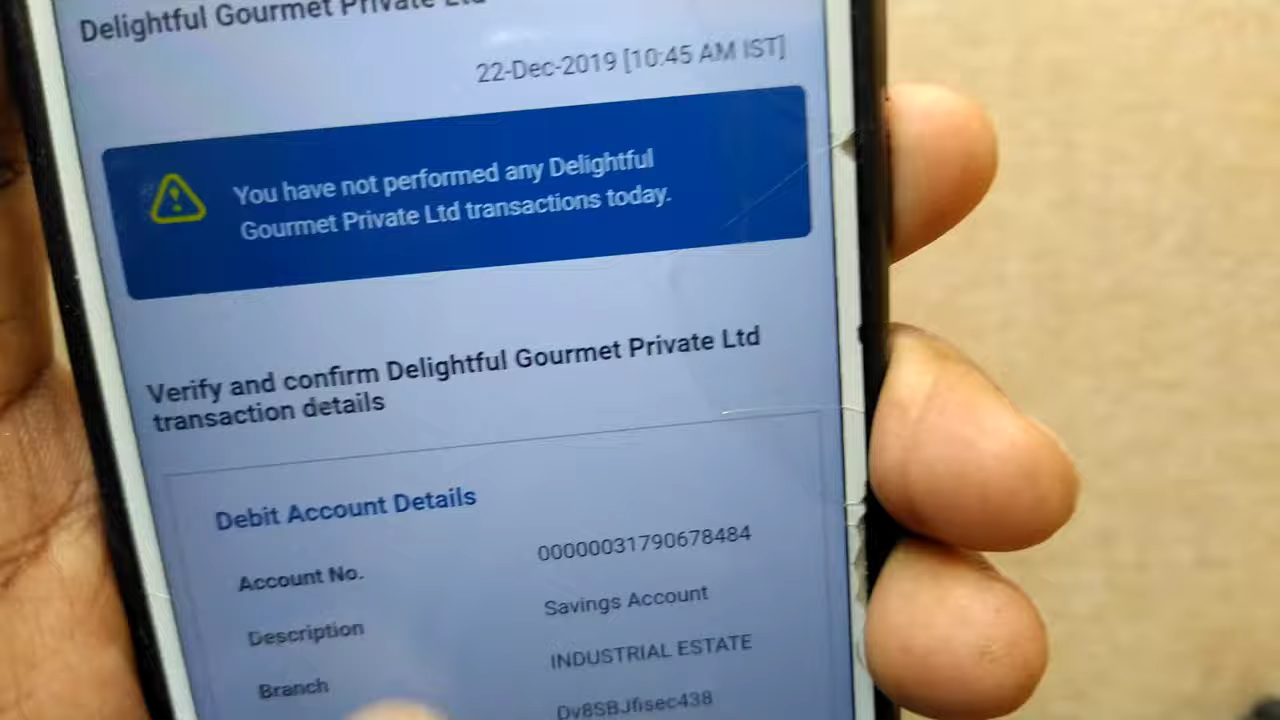 Delightful Gourmet Private Ltd
22-Dec-2019 [10:45 AM IST]
You have not performed any Delightful
Gourmet Private Ltd transactions today.
Verify and confirm Delightful Gourmet Private Ltd
transaction details
Debit Account Details
Account No. 00000031790678484
Description Savings Account
Branch INDUSTRIAL ESTATE
Dv8SBJfisec438